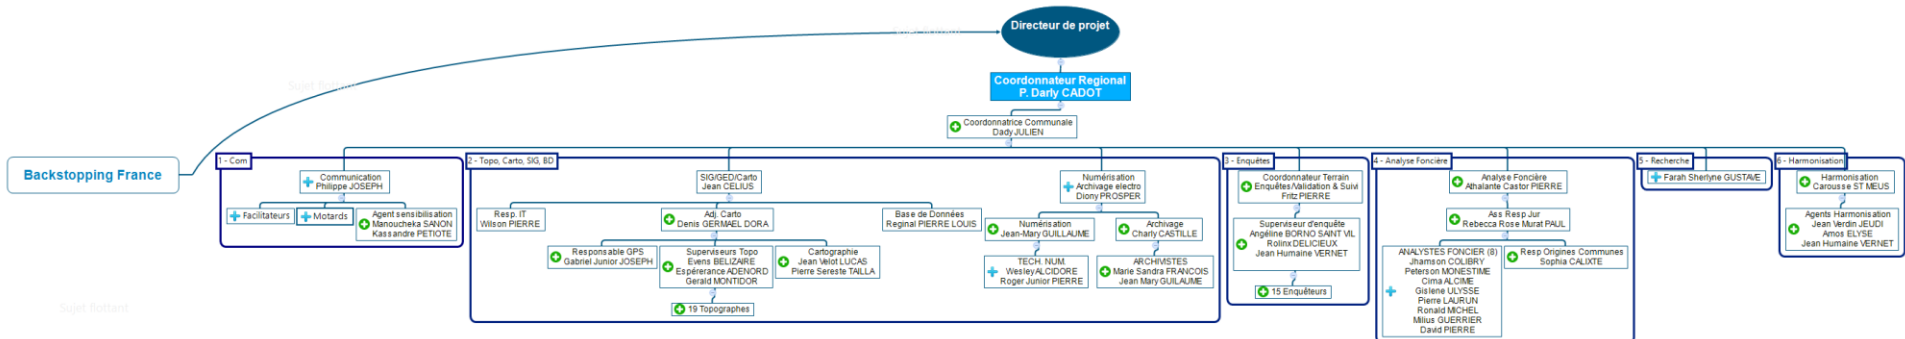 Directeur de projet
Sujet flottant
Sujet flottant
Coordonnateur Regional
P. Darly CADOT
Coordonnatrice Communale
Dady JULIEN
Backstopping France
1 - Com
Communication
Philippe JOSEPH
Facilitateurs
Motards
Agent sensibilisation
Manoucheka SANON
Kassandre PETIOTE
2 - Topo, Carto, SIG, BD
SIG/GED/Carto
Jean CELIUS
Resp. IT
Wilson PIERRE
Adj. Carto
Denis GERMAEL DORA
Base de Données
Reginal PIERRE LOUIS
Responsable GPS
Gabriel Junior JOSEPH
Superviseurs Topo
Evens BELIZAIRE
Espérerance ADENORD
Gerald MONTIDOR
Cartographie
Jean Velot LUCAS
Pierre Sereste TAILLA
19 Topographes
Numérisation
Archivage electro
Diony PROSPER
Numérisation
Jean-Mary GUILLAUME
Archivage
Charly CASTILLE
TECH. NUM.
Wesley ALCIDORE
Roger Junior PIERRE
ARCHIVISTES
Marie Sandra FRANCOIS
Jean Mary GUILAUME
3 - Enquêtes
Coordonateur Terrain
Enquêtes/Validation & Suivi
Fritz PIERRE
Superviseur d'enquête
Angéline BORNO SAINT VIL
Rolinx DELICIEUX
Jean Humaine VERNET
15 Enquêteurs
4 - Analyse Foncière
Analyse Foncière
Athalante Castor PIERRE
Ass Resp Jur
Rebecca Rose Murat PAUL
ANALYSTES FONCIER (8)
Jhamson COLIBRY
Peterson MONESTIME
Cima ALCIME
Gislene ULYSSE
Pierre LAURUN
Ronald MICHEL
Milius GUERRIER
David PIERRE
Resp Origines Communes
Sophia CALIXTE
5 - Recherche
Farah Sherlyne GUSTAVE
6 - Harmonisation
Harmonisation
Carousse ST MEUS
Agents Harmonisation
Jean Verdin JEUDI
Amos ELYSE
Jean Humaine VERNET
Sujet flottant